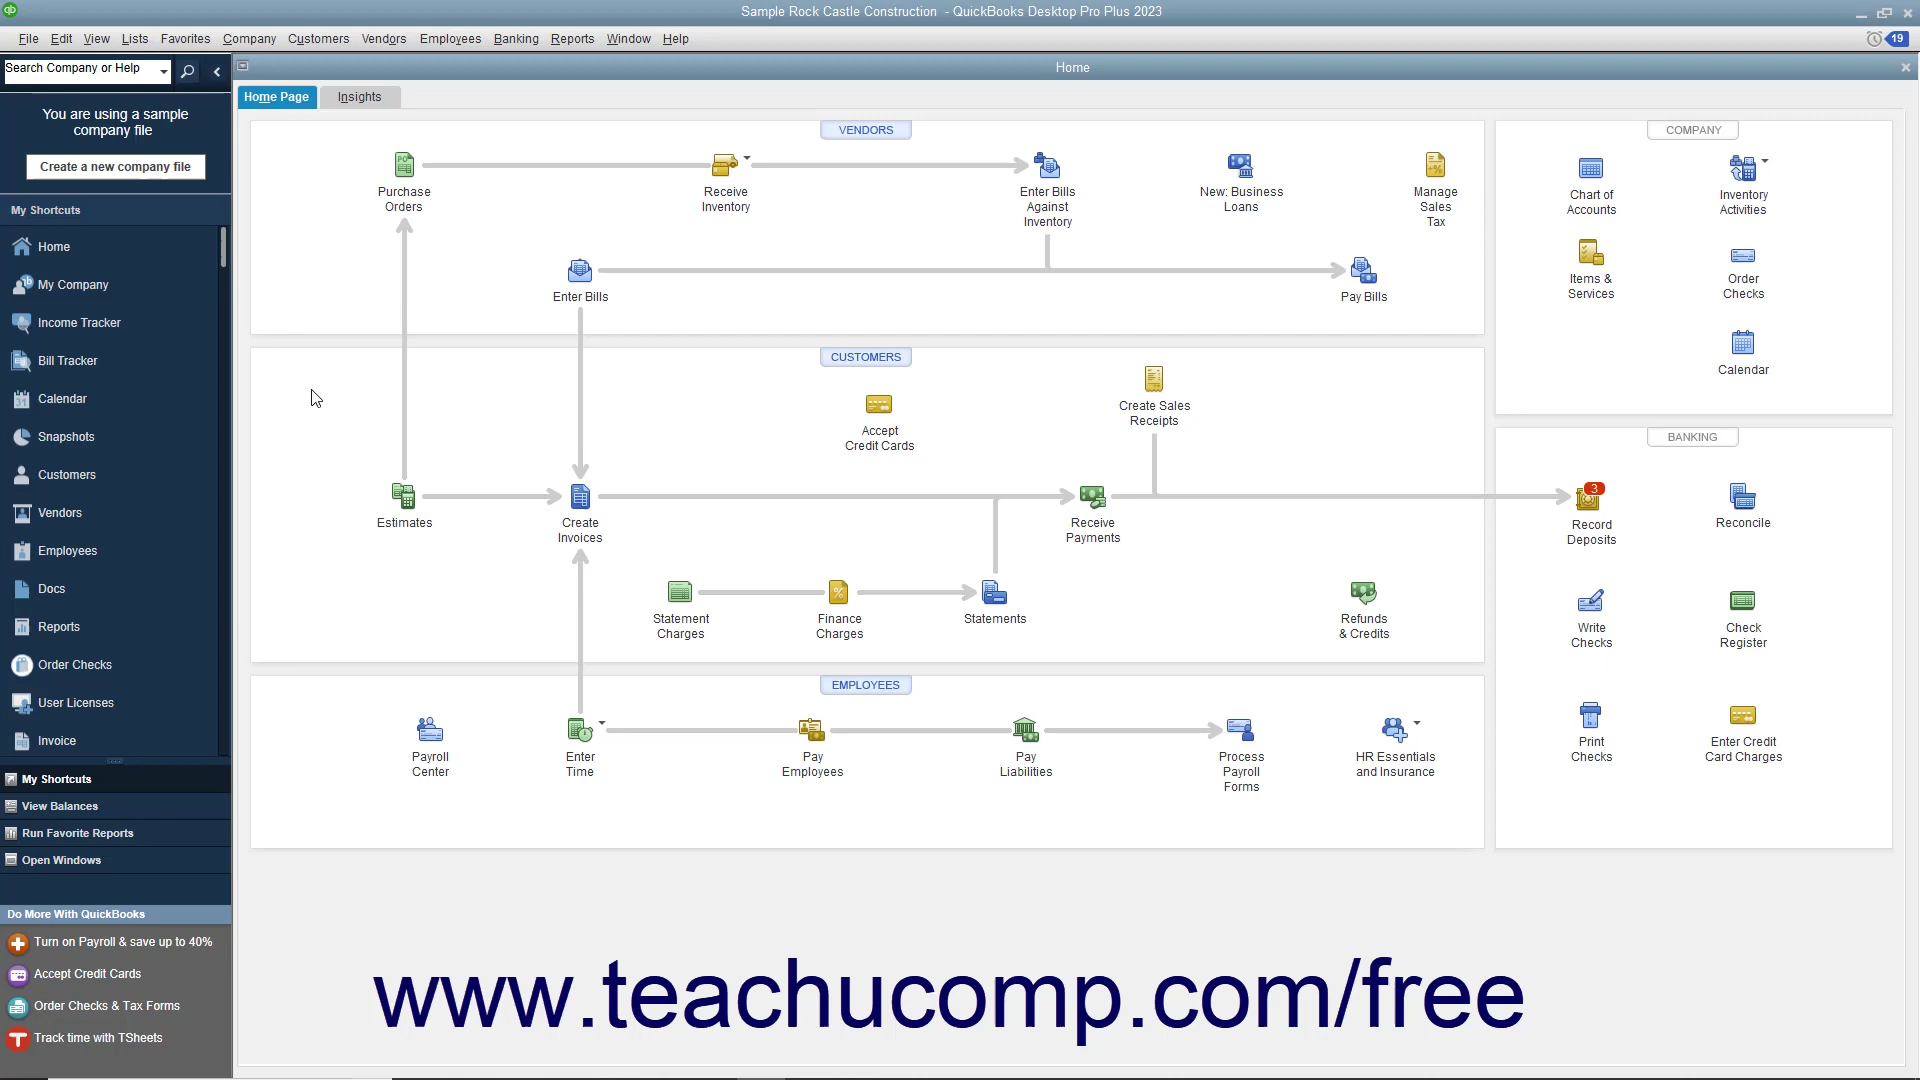 qb
Sample Rock Castle Construction - QuickBooks Desktop Pro Plus 2023
File Edit View Lists Favorites Company Customers Vendors Employees Banking Reports Window Help
19
Search Company or Help
Home
You are using a sample
company file
Create a new company file
My Shortcuts
Home
My Company
Income Tracker
Bill Tracker
Calendar
Snapshots
Customers
Vendors
Employees
Docs
Reports
Order Checks
User Licenses
Invoice
My Shortcuts
View Balances
Run Favorite Reports
Open Windows
Do More With QuickBooks
Turn on Payroll & save up to 40%
Accept Credit Cards
Order Checks & Tax Forms
Track time with TSheets
Home Page
Insights
VENDORS
Purchase
Orders
Receive
Inventory
Enter Bills
Against
Inventory
New: Business
Loans
Manage
Sales
Tax
Enter Bills
Pay Bills
CUSTOMERS
Accept
Credit Cards
Create Sales
Receipts
Estimates
Create
Invoices
Receive
Payments
Statement
Charges
Finance
Charges
Statements
Refunds
& Credits
EMPLOYEES
Payroll
Center
Enter
Time
Pay
Employees
Pay
Liabilities
Process
Payroll
Forms
HR Essentials
and Insurance
COMPANY
Chart of
Accounts
Inventory
Activities
Items &
Services
Order
Checks
Calendar
BANKING
3
Record
Deposits
Reconcile
Write
Checks
Check
Register
Print
Checks
Enter Credit
Card Charges
www.teachucomp.com/free